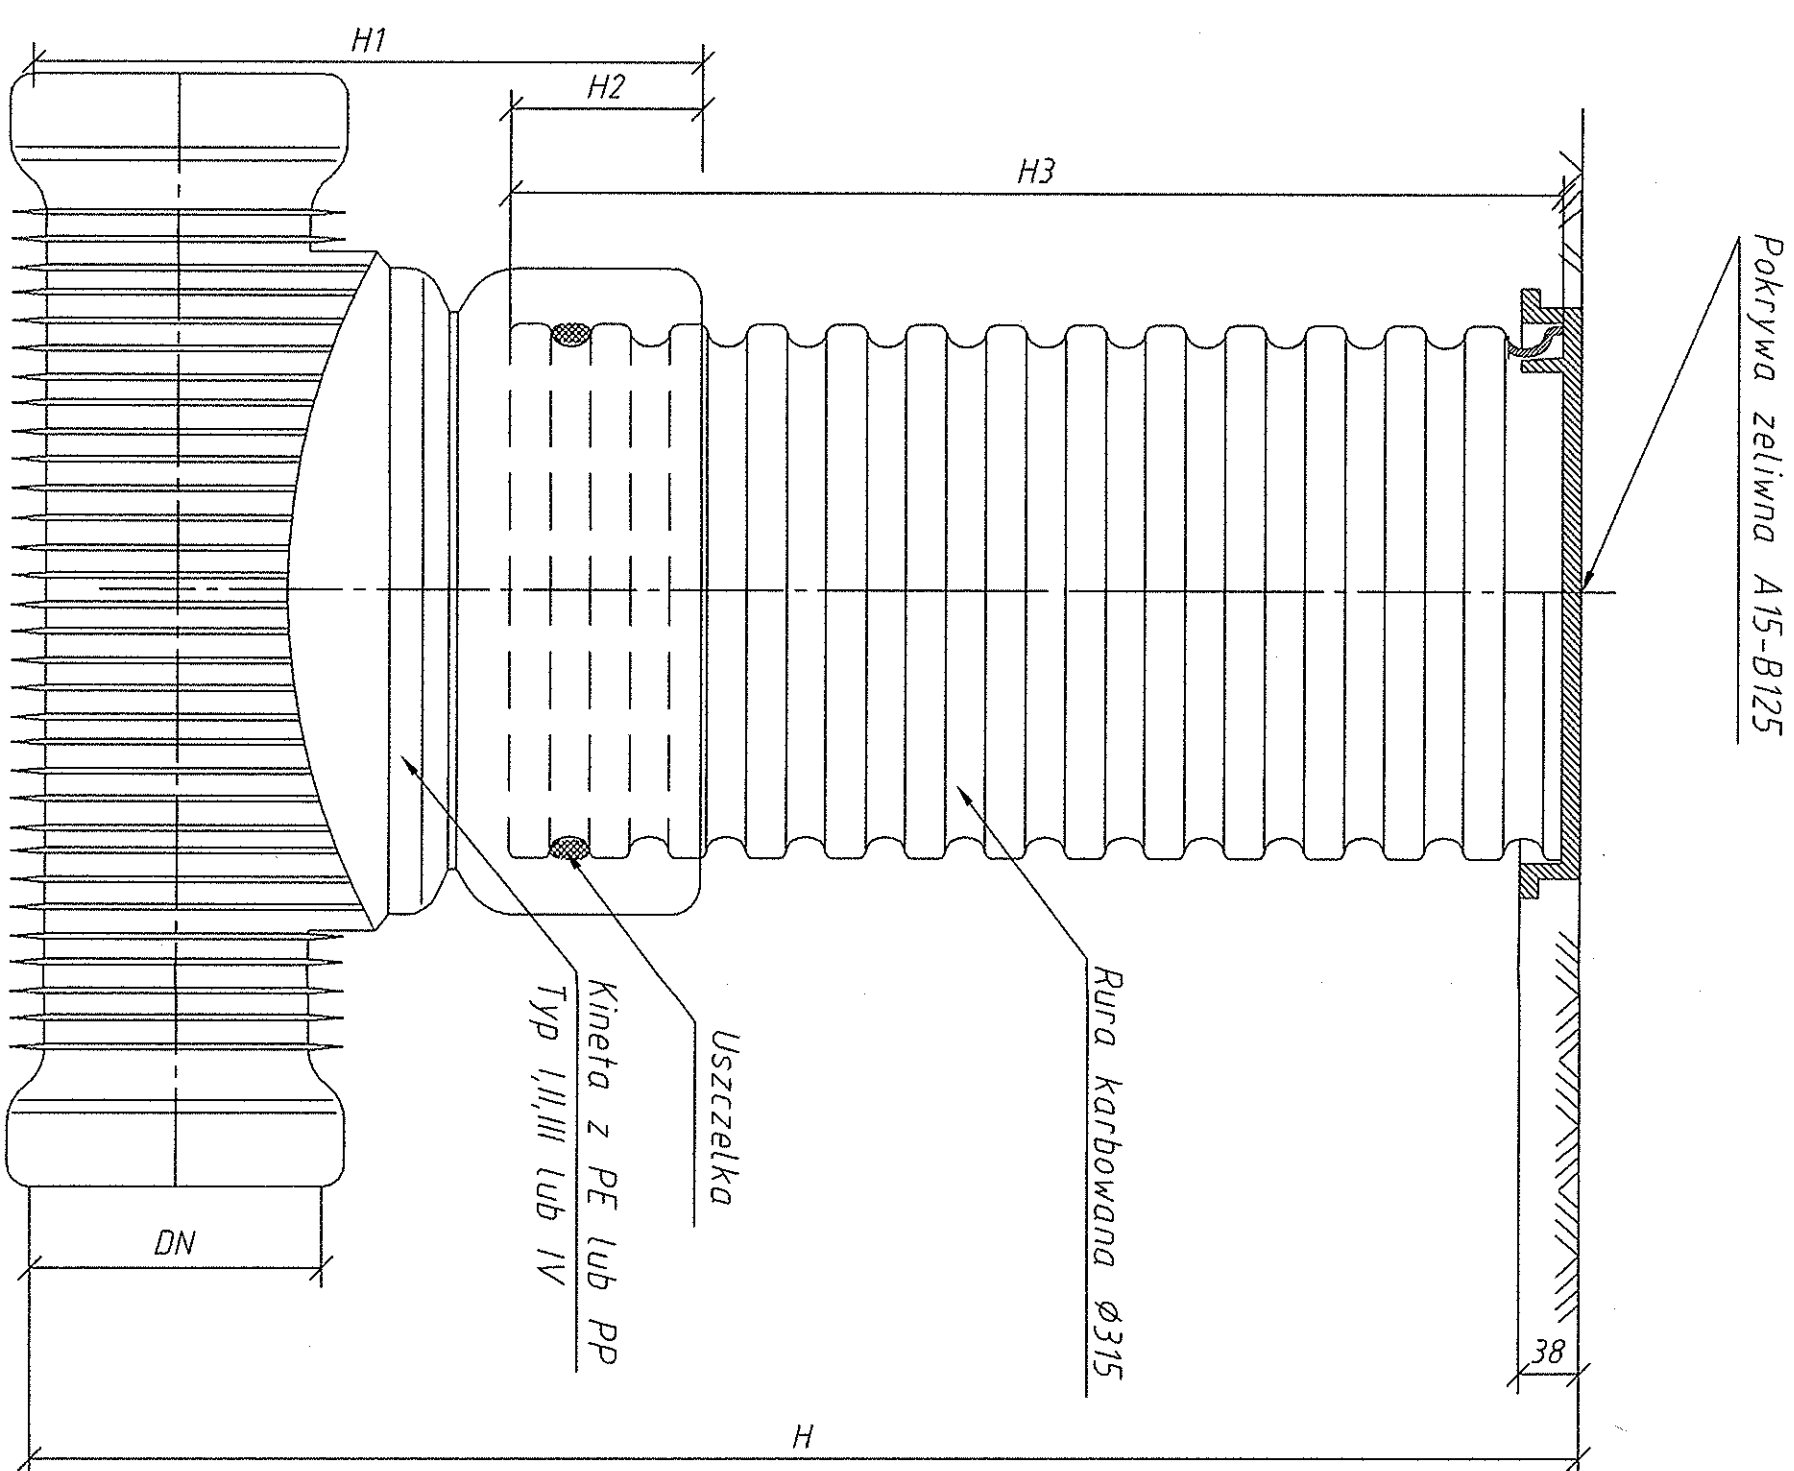 Pokrywa zeliwna A15-B125
H1
H2
H3
Rura karbowana Ø315
Uszczelka
Kineta z PE lub PP
Typ I,II,III lub IV
DN
38
H